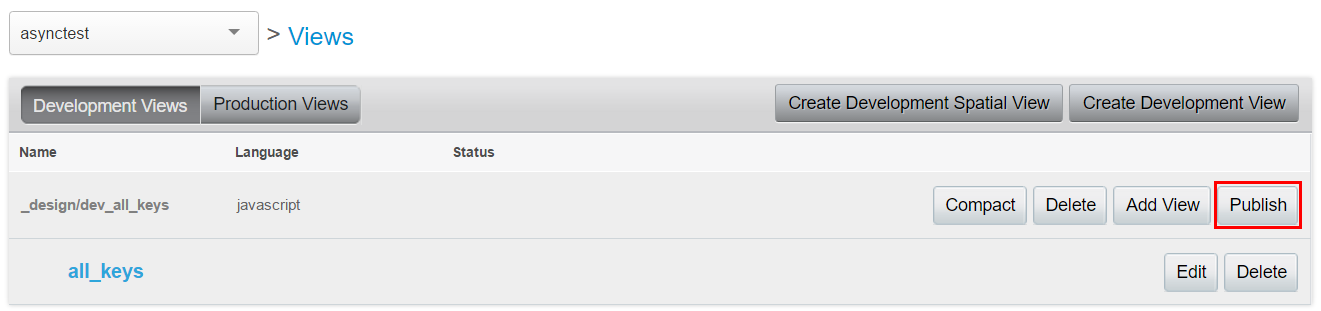 asynctest > Views
Development Views Production Views Create Development Spatial View Create Development View
Name Language Status
_design/dev_all_keys javascript Compact Delete Add View Publish
all_keys Edit Delete